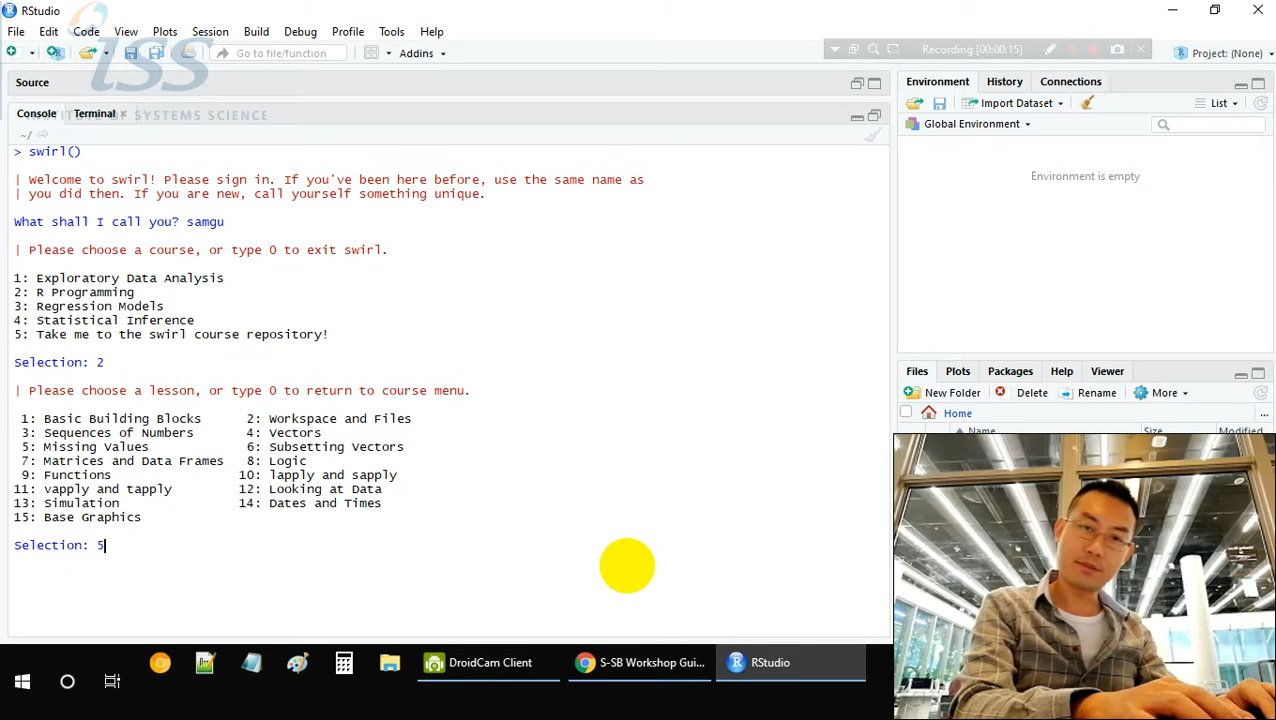 RStudio
File Edit Code View Plots Session Build Debug Profile Tools Help
iss
Go to file/function
Addins
Recording [00:00:15]
Project: (None)
Source
Environment History Connections
Import Dataset
List
Console Terminal
INSTITUTE OF SYSTEMS SCIENCE
Global Environment
~/
Environment is empty
> swirl()
| Welcome to swirl! Please sign in. If you've been here before, use the same name as
| you did then. If you are new, call yourself something unique.
What shall I call you? samgu
| Please choose a course, or type 0 to exit swirl.
1: Exploratory Data Analysis
2: R Programming
3: Regression Models
4: Statistical Inference
5: Take me to the swirl course repository!
Selection: 2
| Please choose a lesson, or type 0 to return to course menu.
1: Basic Building Blocks 2: Workspace and Files
3: Sequences of Numbers 4: Vectors
5: Missing Values 6: Subsetting Vectors
7: Matrices and Data Frames 8: Logic
9: Functions 10: lapply and sapply
11: vapply and tapply 12: Looking at Data
13: Simulation 14: Dates and Times
15: Base Graphics
Selection: 5
Files Plots Packages Help Viewer
New Folder Delete Rename More
Home ...
Name Size Modified
DroidCam Client
S-SB Workshop Gui...
RStudio